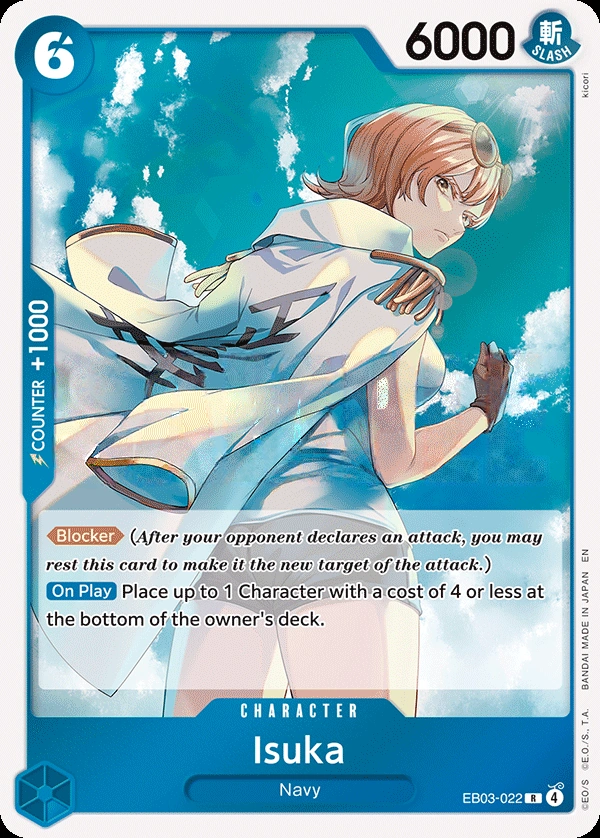 6
6000
斬
SLASH
kicori
COUNTER +1000
Blocker (After your opponent declares an attack, you may
rest this card to make it the new target of the attack.)
On Play Place up to 1 Character with a cost of 4 or less at
the bottom of the owner's deck.
CHARACTER
Isuka
Navy
EB03-022 R 4
©EO/S ©E.O./S., T.A. BANDAI MADE IN JAPAN EN